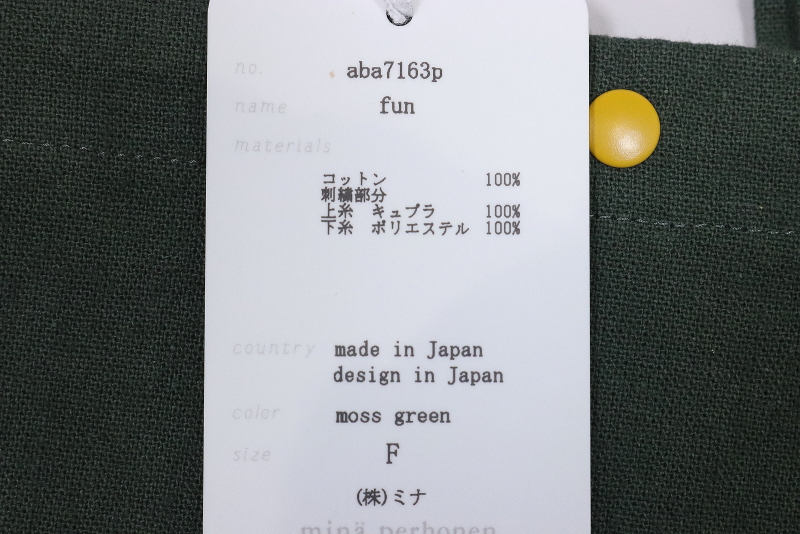 no. aba7163p
name fun
materials
コットン 100%
刺繍部分
上糸 キュプラ 100%
下糸 ポリエステル 100%
country made in Japan
design in Japan
color moss green
size F
(株)ミナ
minä perhonen